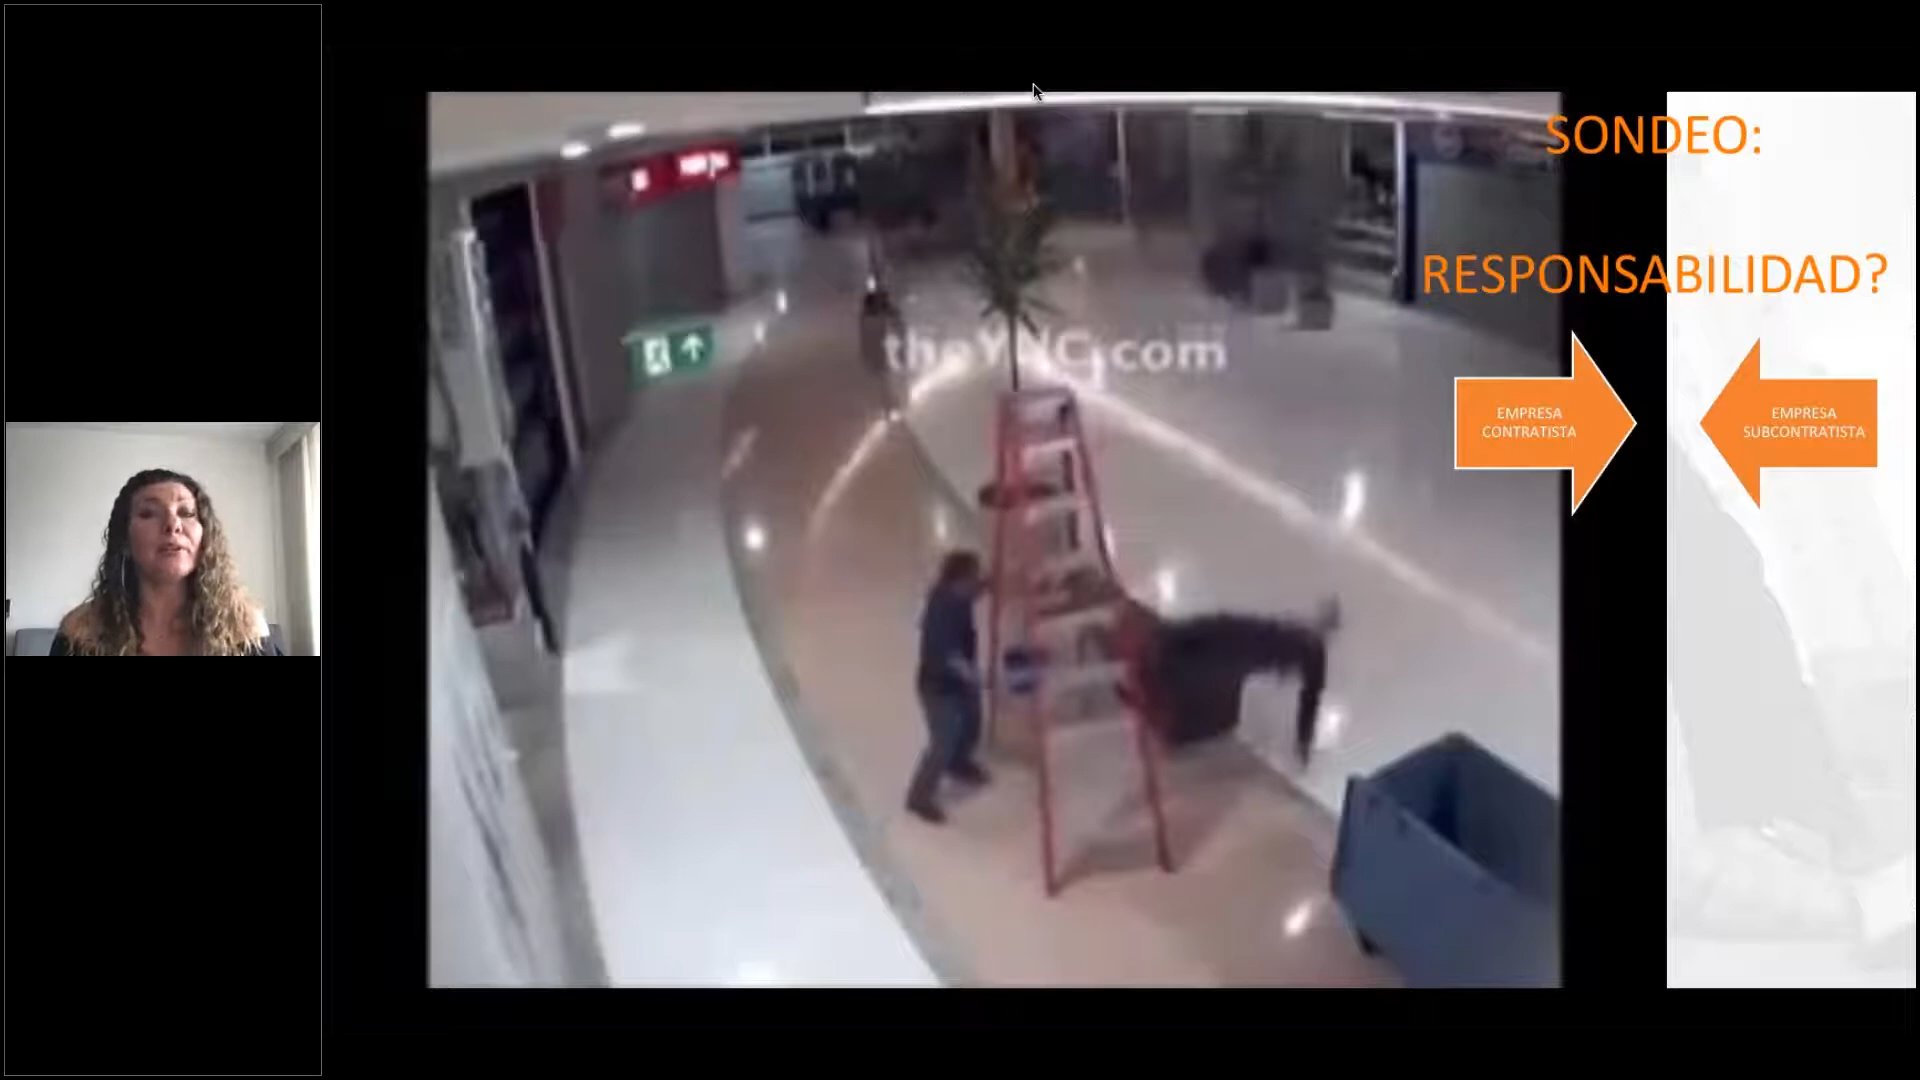 SONDEO:
RESPONSABILIDAD?
theYNC.com
EMPRESA
CONTRATISTA
EMPRESA
SUBCONTRATISTA